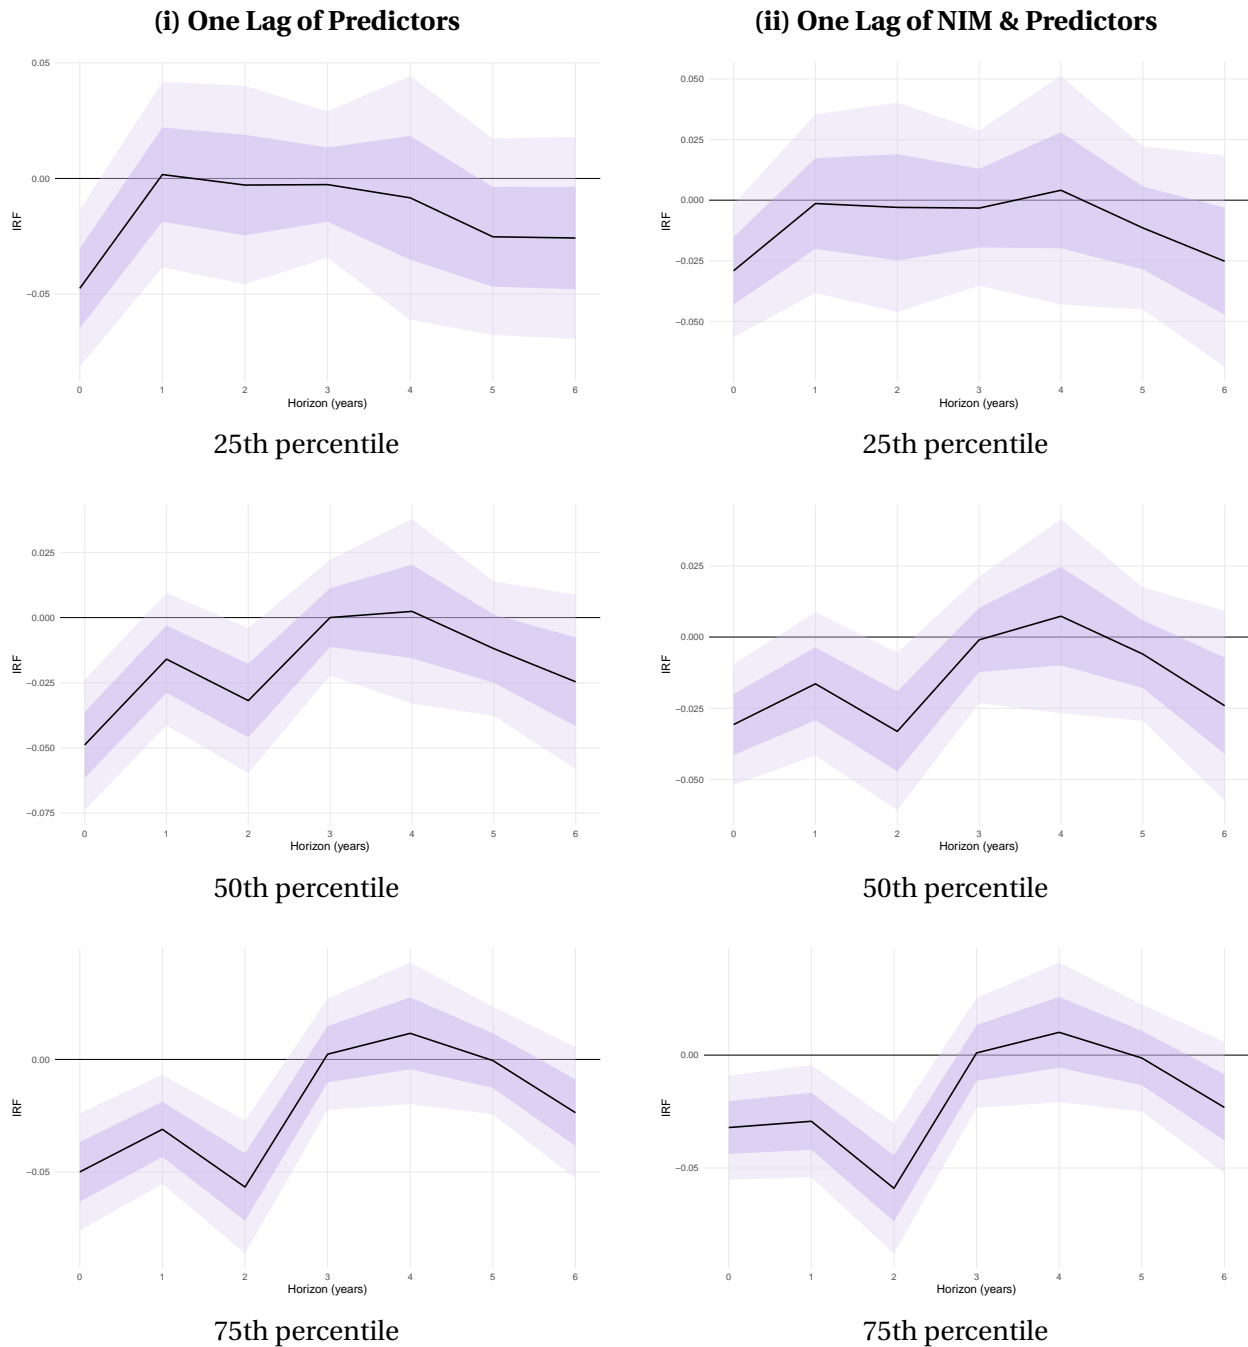 (i) One Lag of Predictors
(ii) One Lag of NIM & Predictors
0.05
0.00
−0.05
IRF
0 1 2 3 4 5 6
Horizon (years)
25th percentile
0.050
0.025
0.000
−0.025
−0.050
IRF
0 1 2 3 4 5 6
Horizon (years)
25th percentile
0.025
0.000
−0.025
−0.050
−0.075
IRF
0 1 2 3 4 5 6
Horizon (years)
50th percentile
0.025
0.000
−0.025
−0.050
IRF
0 1 2 3 4 5 6
Horizon (years)
50th percentile
0.00
−0.05
IRF
0 1 2 3 4 5 6
Horizon (years)
75th percentile
0.00
−0.05
IRF
0 1 2 3 4 5 6
Horizon (years)
75th percentile